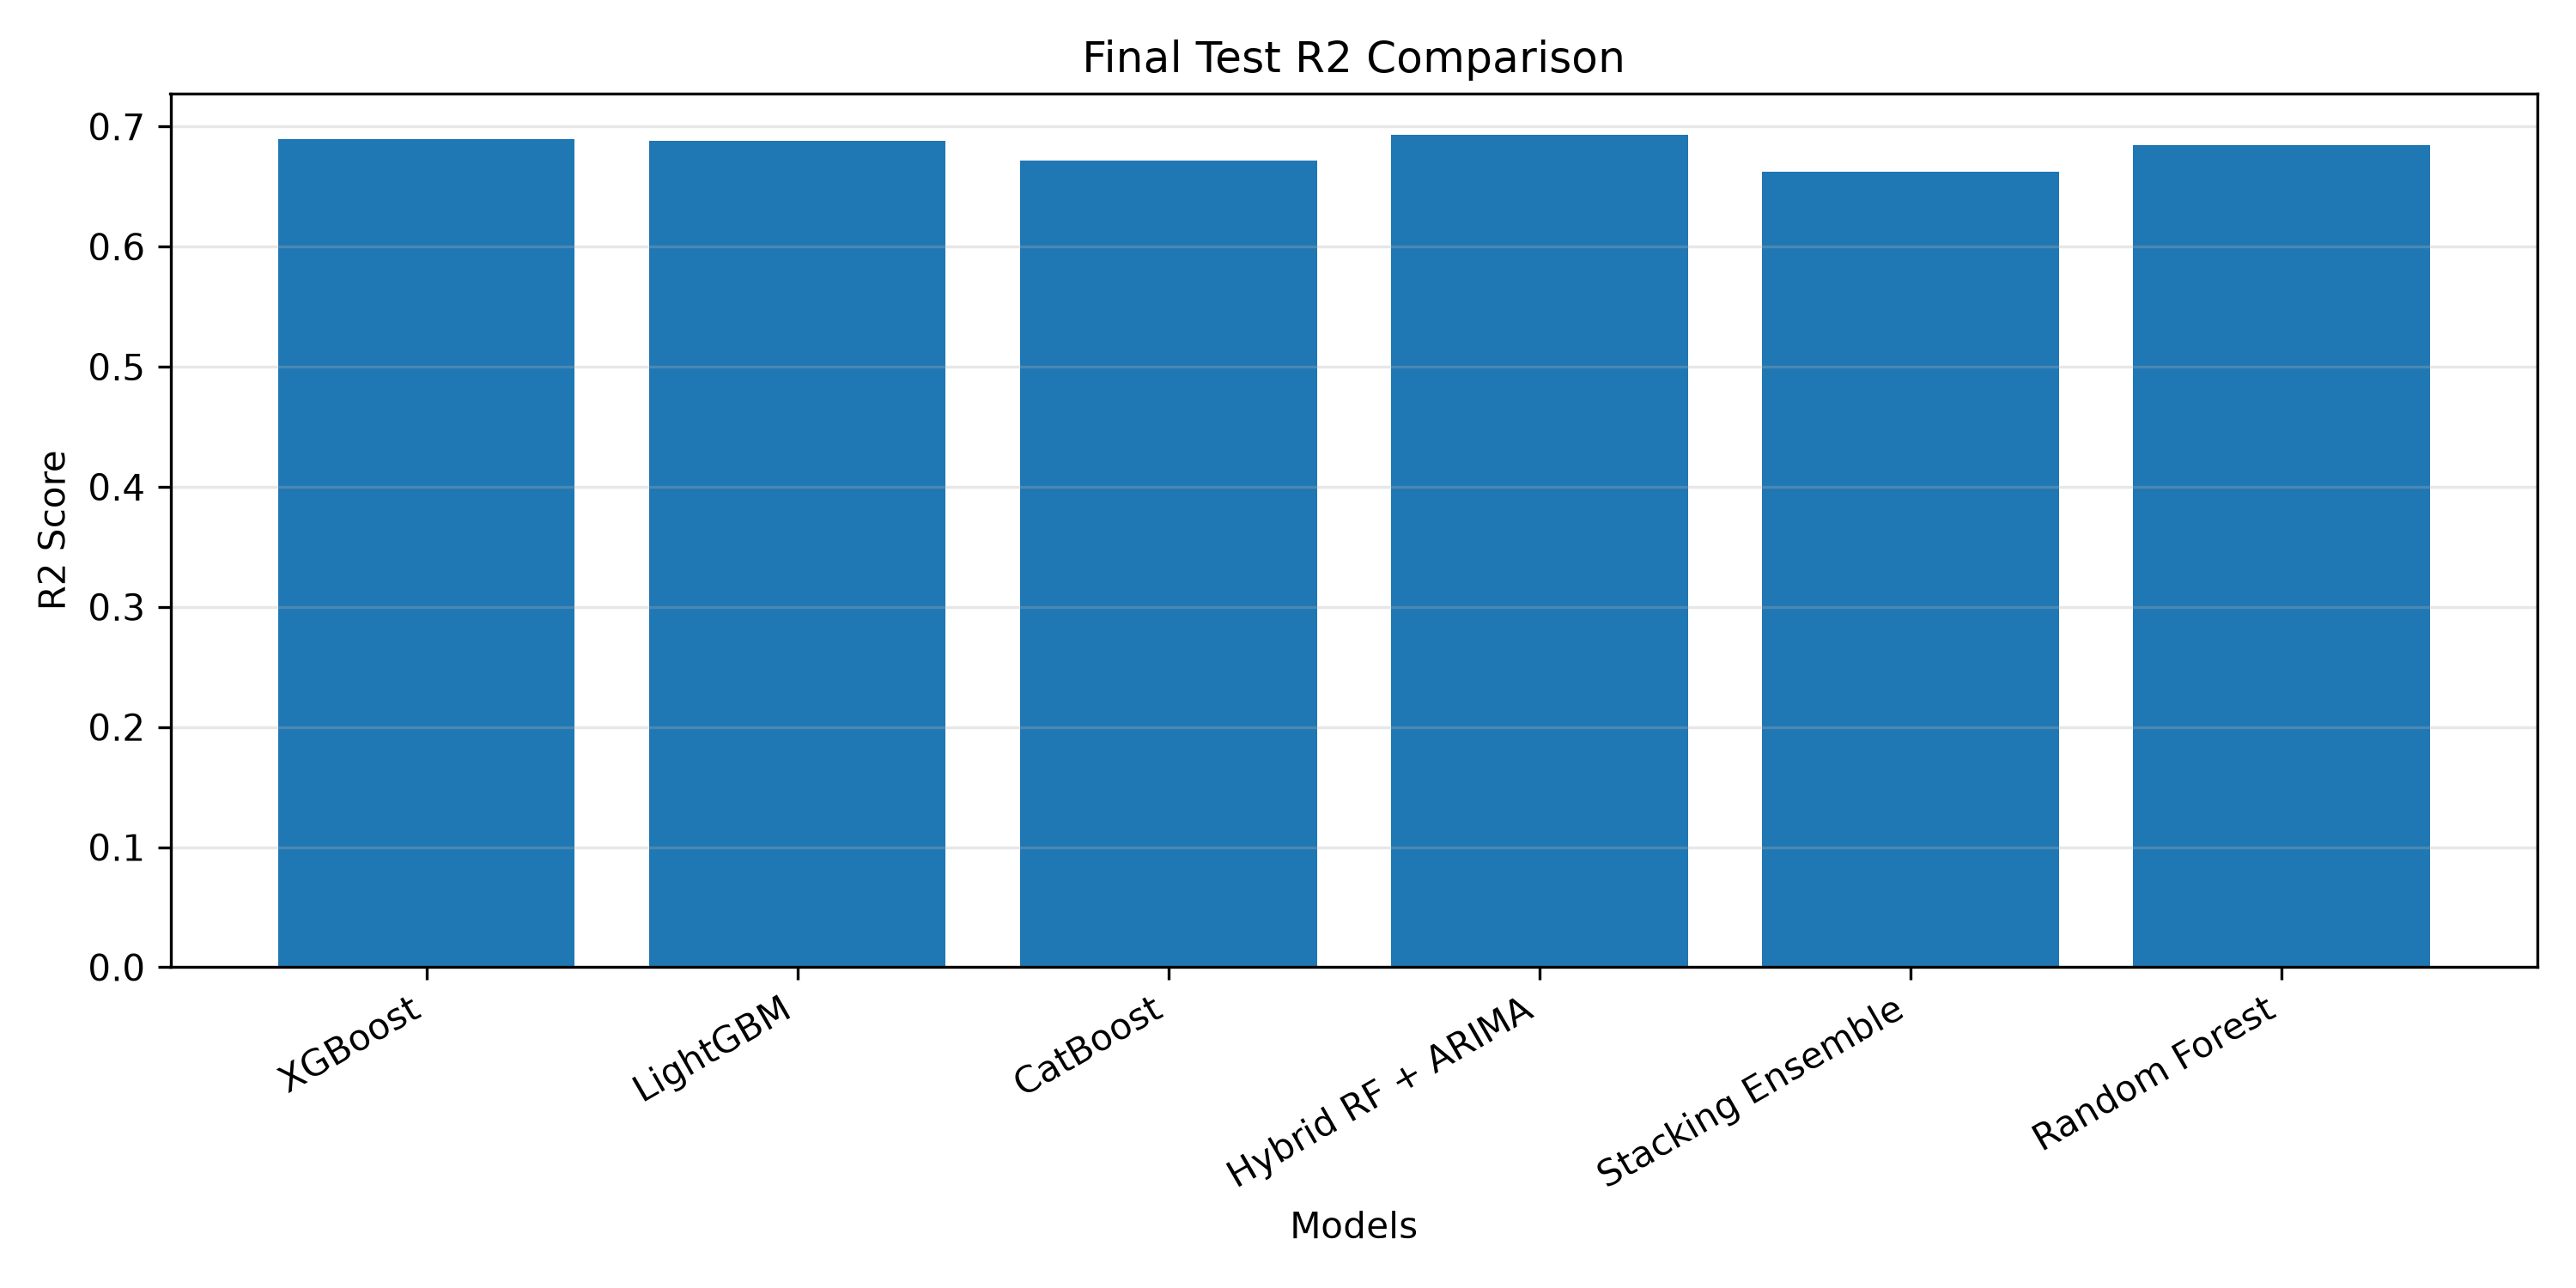 Final Test R2 Comparison
R2 Score
0.7
0.6
0.5
0.4
0.3
0.2
0.1
0.0
XGBoost
LightGBM
CatBoost
Hybrid RF + ARIMA
Stacking Ensemble
Random Forest
Models